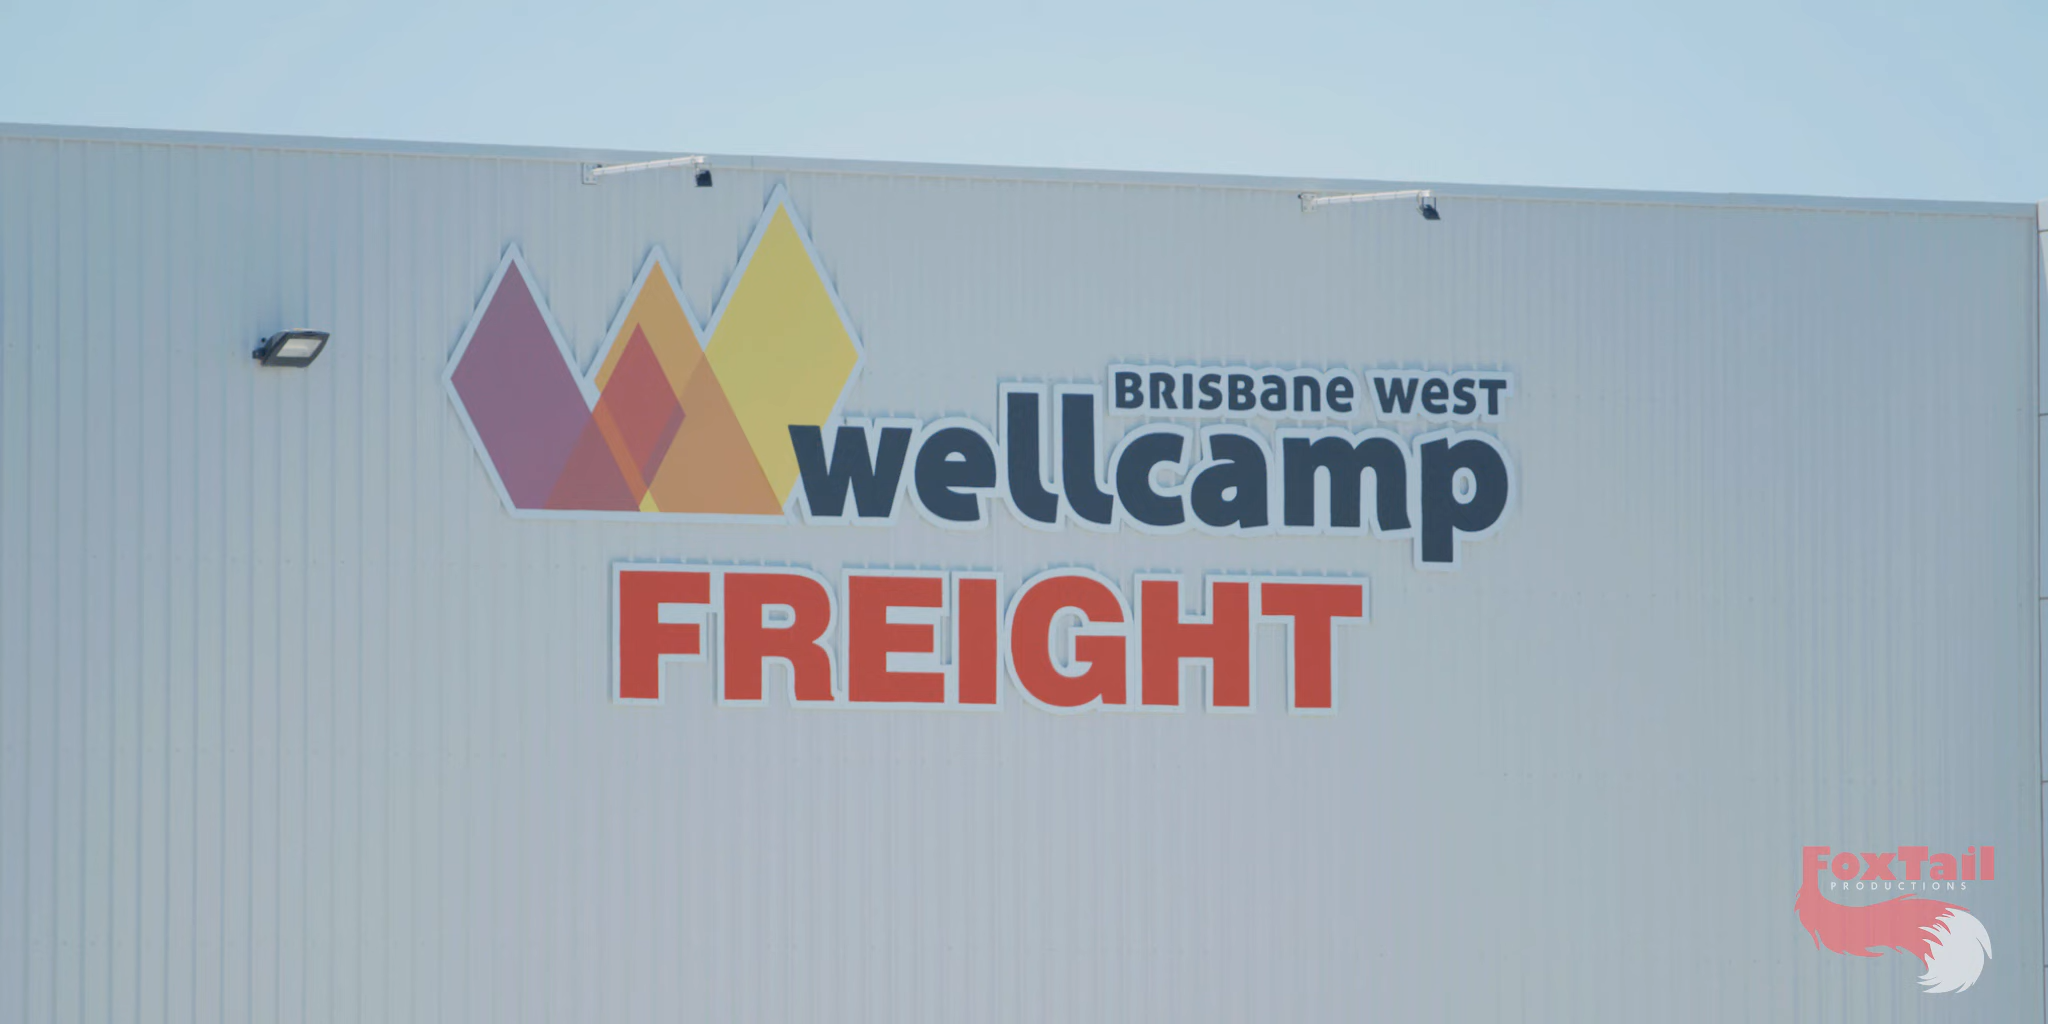 BRISBane WeST
wellcamp
FREIGHT
FoxTail
PRODUCTIONS